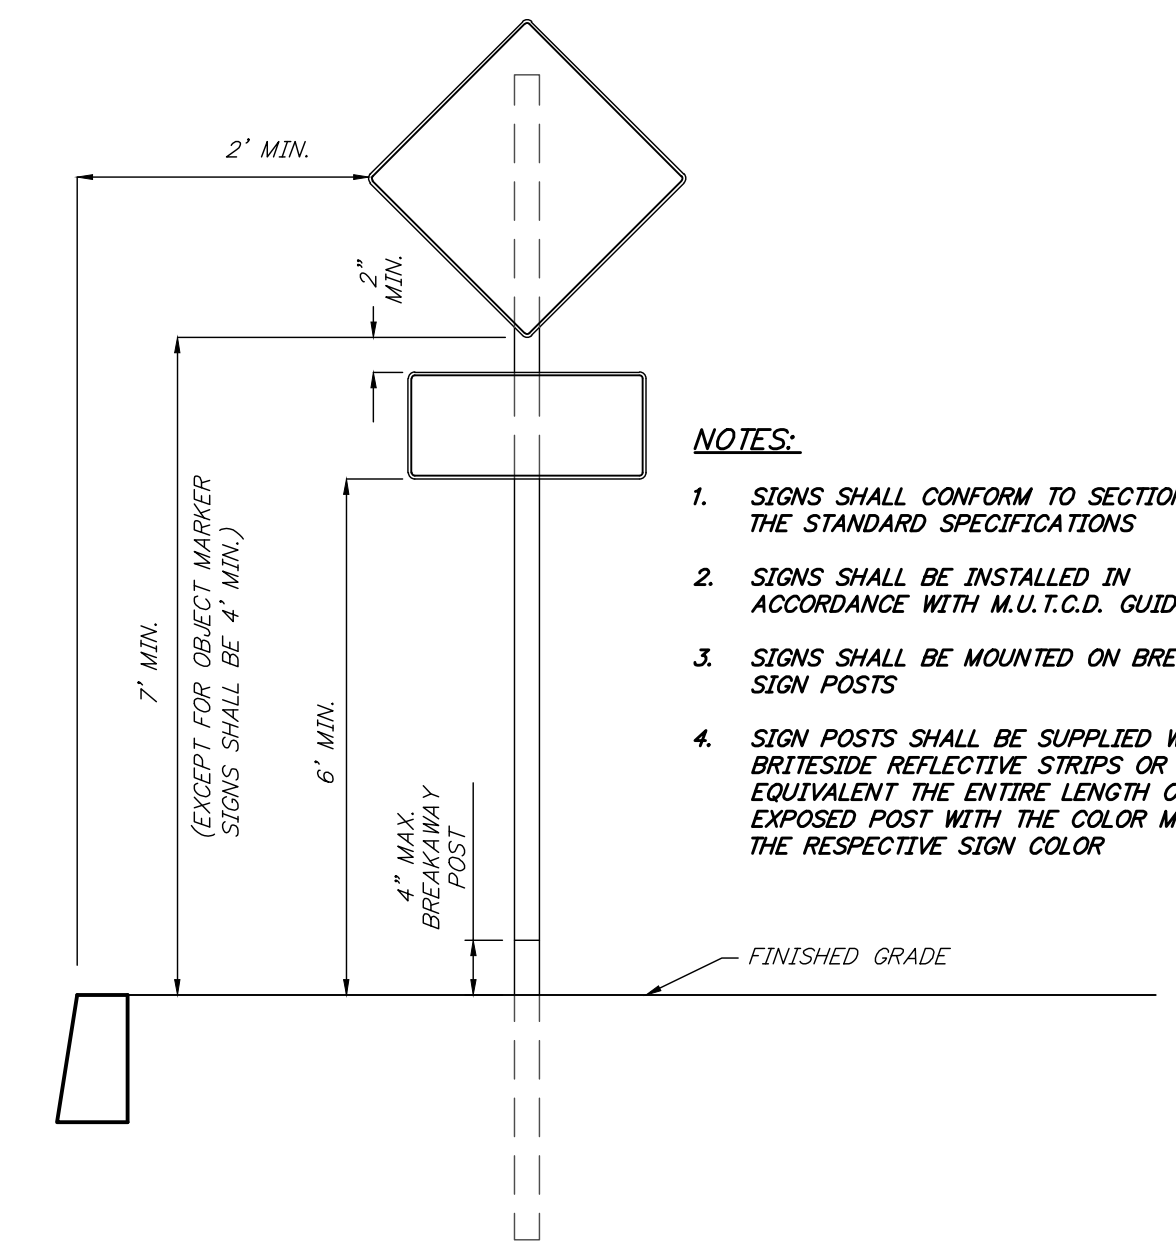 2' MIN.
2"
MIN.
7' MIN.
(EXCEPT FOR OBJECT MARKER
SIGNS SHALL BE 4' MIN.)
6' MIN.
4" MAX.
BREAKAWAY
POST
NOTES:
1. SIGNS SHALL CONFORM TO
THE STANDARD SPECIFICATIONS
2. SIGNS SHALL BE INSTALLED IN
ACCORDANCE WITH M.U.T.C.D.
3. SIGNS SHALL BE MOUNTED ON
SIGN POSTS
4. SIGN POSTS SHALL BE SUPPLIED
BRITESIDE REFLECTIVE STRIPS OR
EQUIVALENT THE ENTIRE LENGTH
EXPOSED POST WITH THE COLOR
THE RESPECTIVE SIGN COLOR
FINISHED GRADE